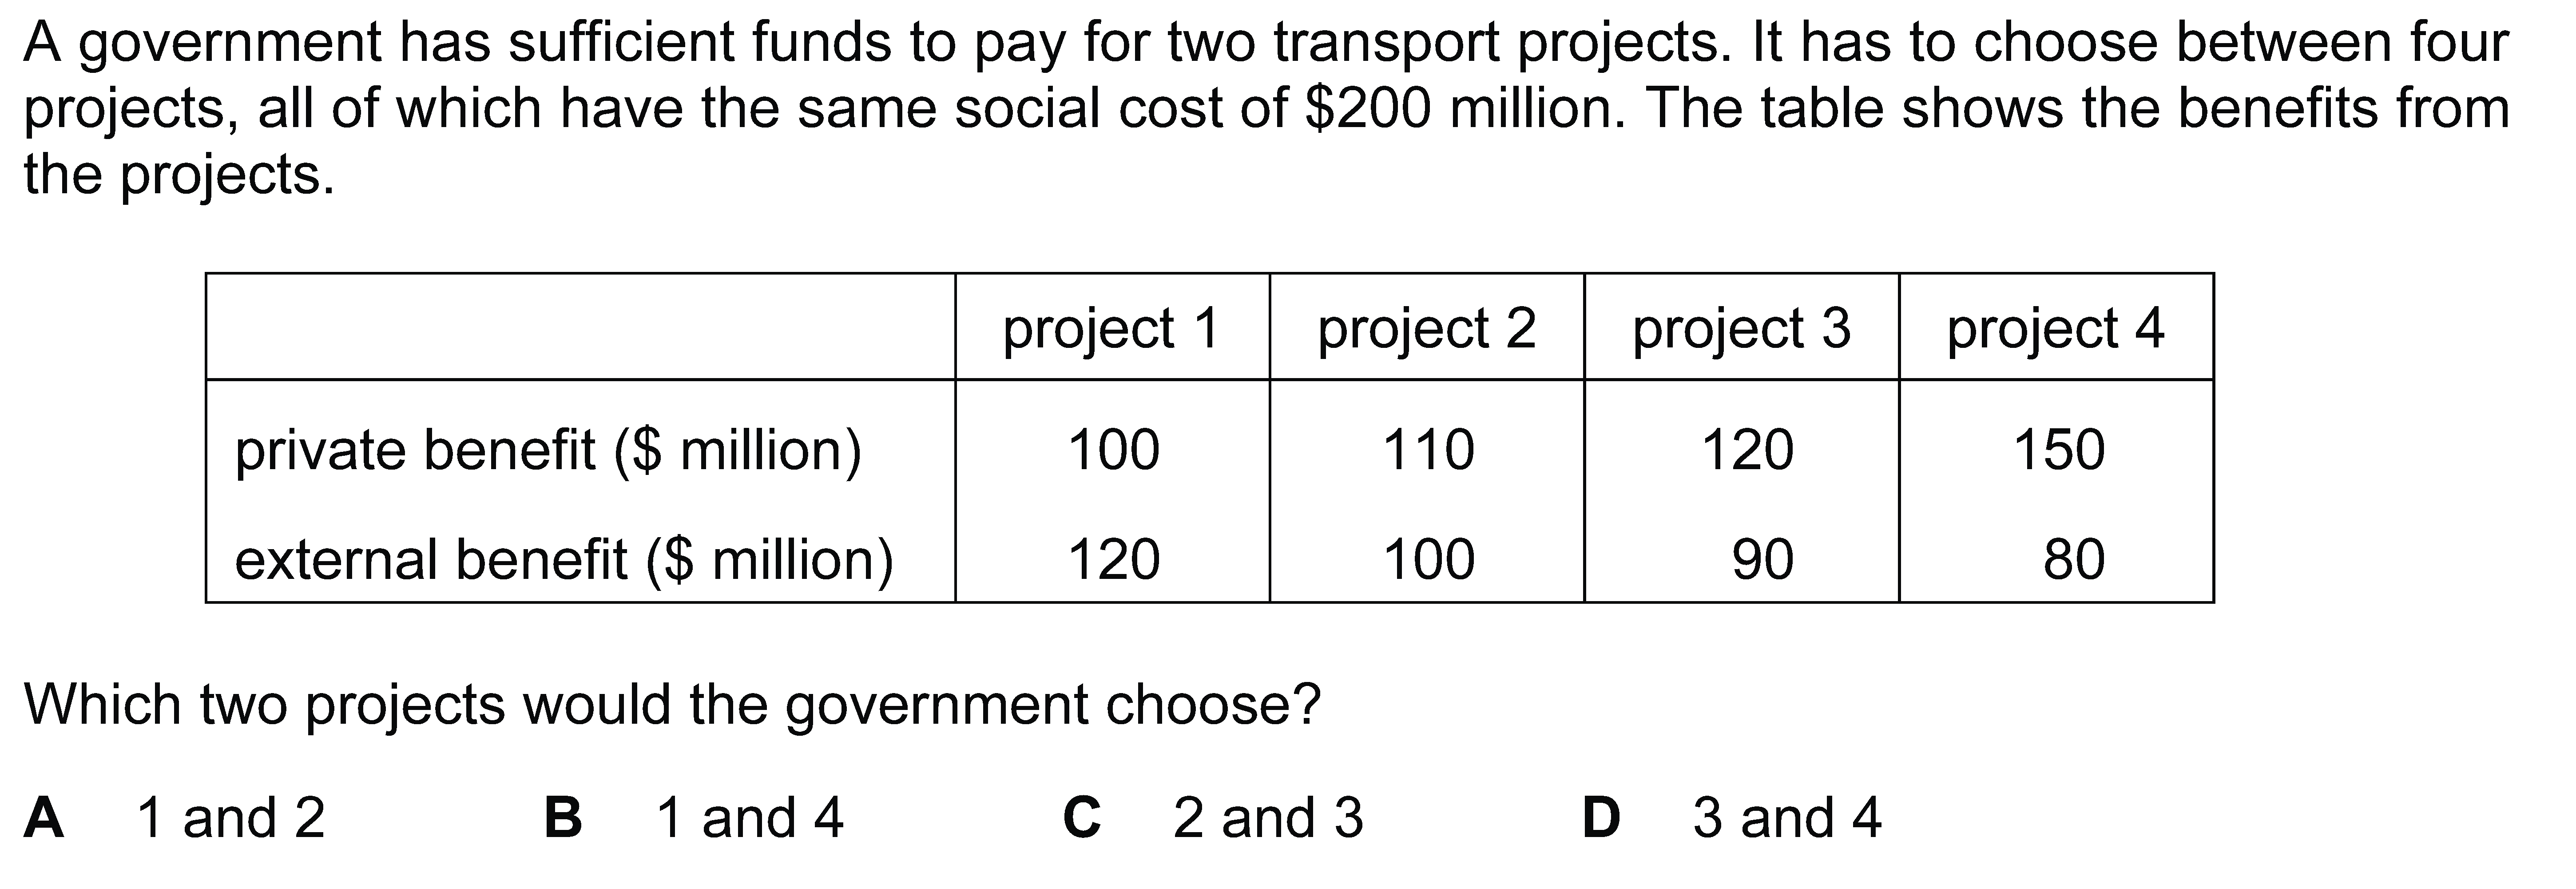 A government has sufficient funds to pay for two transport projects. It has to choose between four
projects, all of which have the same social cost of $200 million. The table shows the benefits from
the projects.
project 1 project 2 project 3 project 4
private benefit ($ million) 100 110 120 150
external benefit ($ million) 120 100 90 80
Which two projects would the government choose?
A 1 and 2 B 1 and 4 C 2 and 3 D 3 and 4